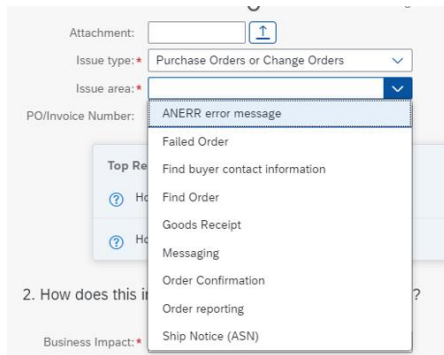 Attachment:
Issue type:* Purchase Orders or Change Orders
Issue area:*
PO/Invoice Number:
ANERR error message
Failed Order
Find buyer contact information
Top Re
Find Order
Goods Receipt
Messaging
Order Confirmation
2. How does this i ?
Order reporting
Ship Notice (ASN)
Business Impact:*